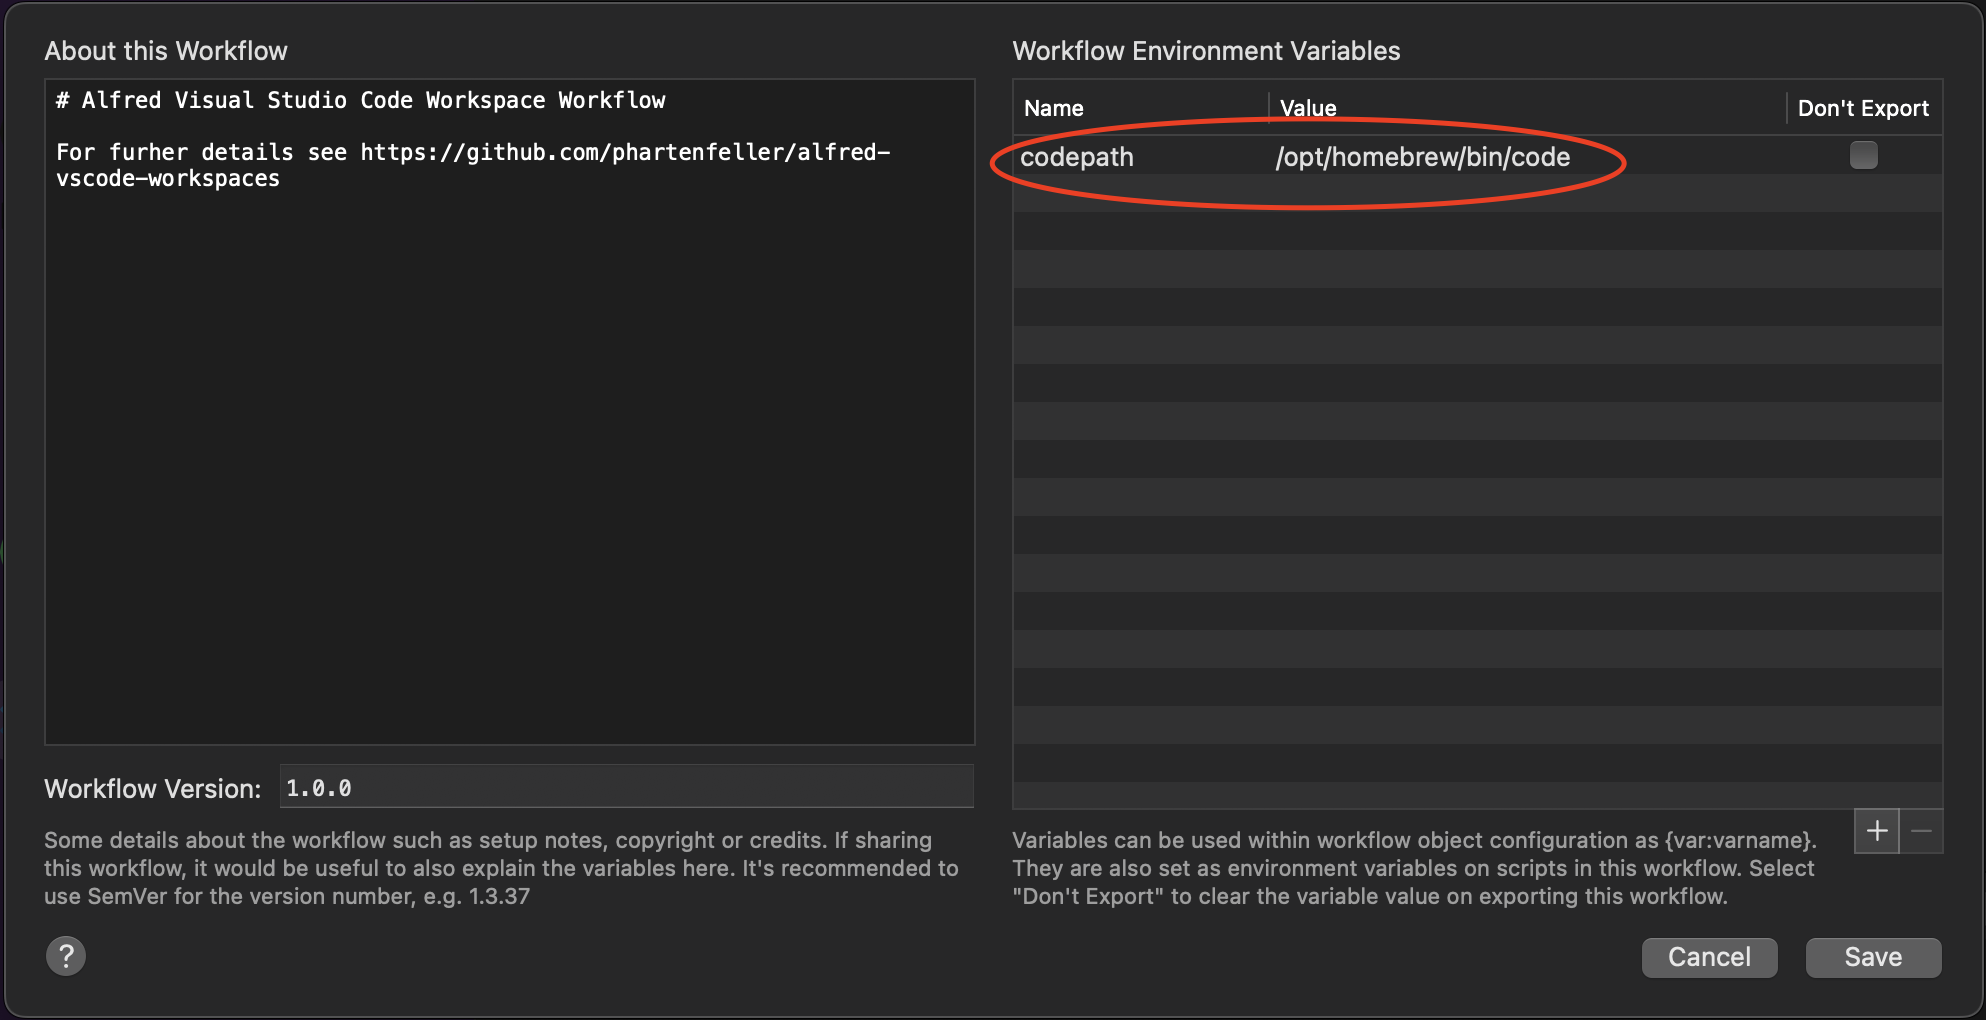 About this Workflow
# Alfred Visual Studio Code Workspace Workflow
For furher details see https://github.com/phartenfeller/alfred-
vscode-workspaces
Workflow Version: 1.0.0
Some details about the workflow such as setup notes, copyright or credits. If sharing
this workflow, it would be useful to also explain the variables here. It's recommended to
use SemVer for the version number, e.g. 1.3.37
?
Workflow Environment Variables
Name Value Don't Export
codepath /opt/homebrew/bin/code
+ −
Variables can be used within workflow object configuration as {var:varname}.
They are also set as environment variables on scripts in this workflow. Select
"Don't Export" to clear the variable value on exporting this workflow.
Cancel Save